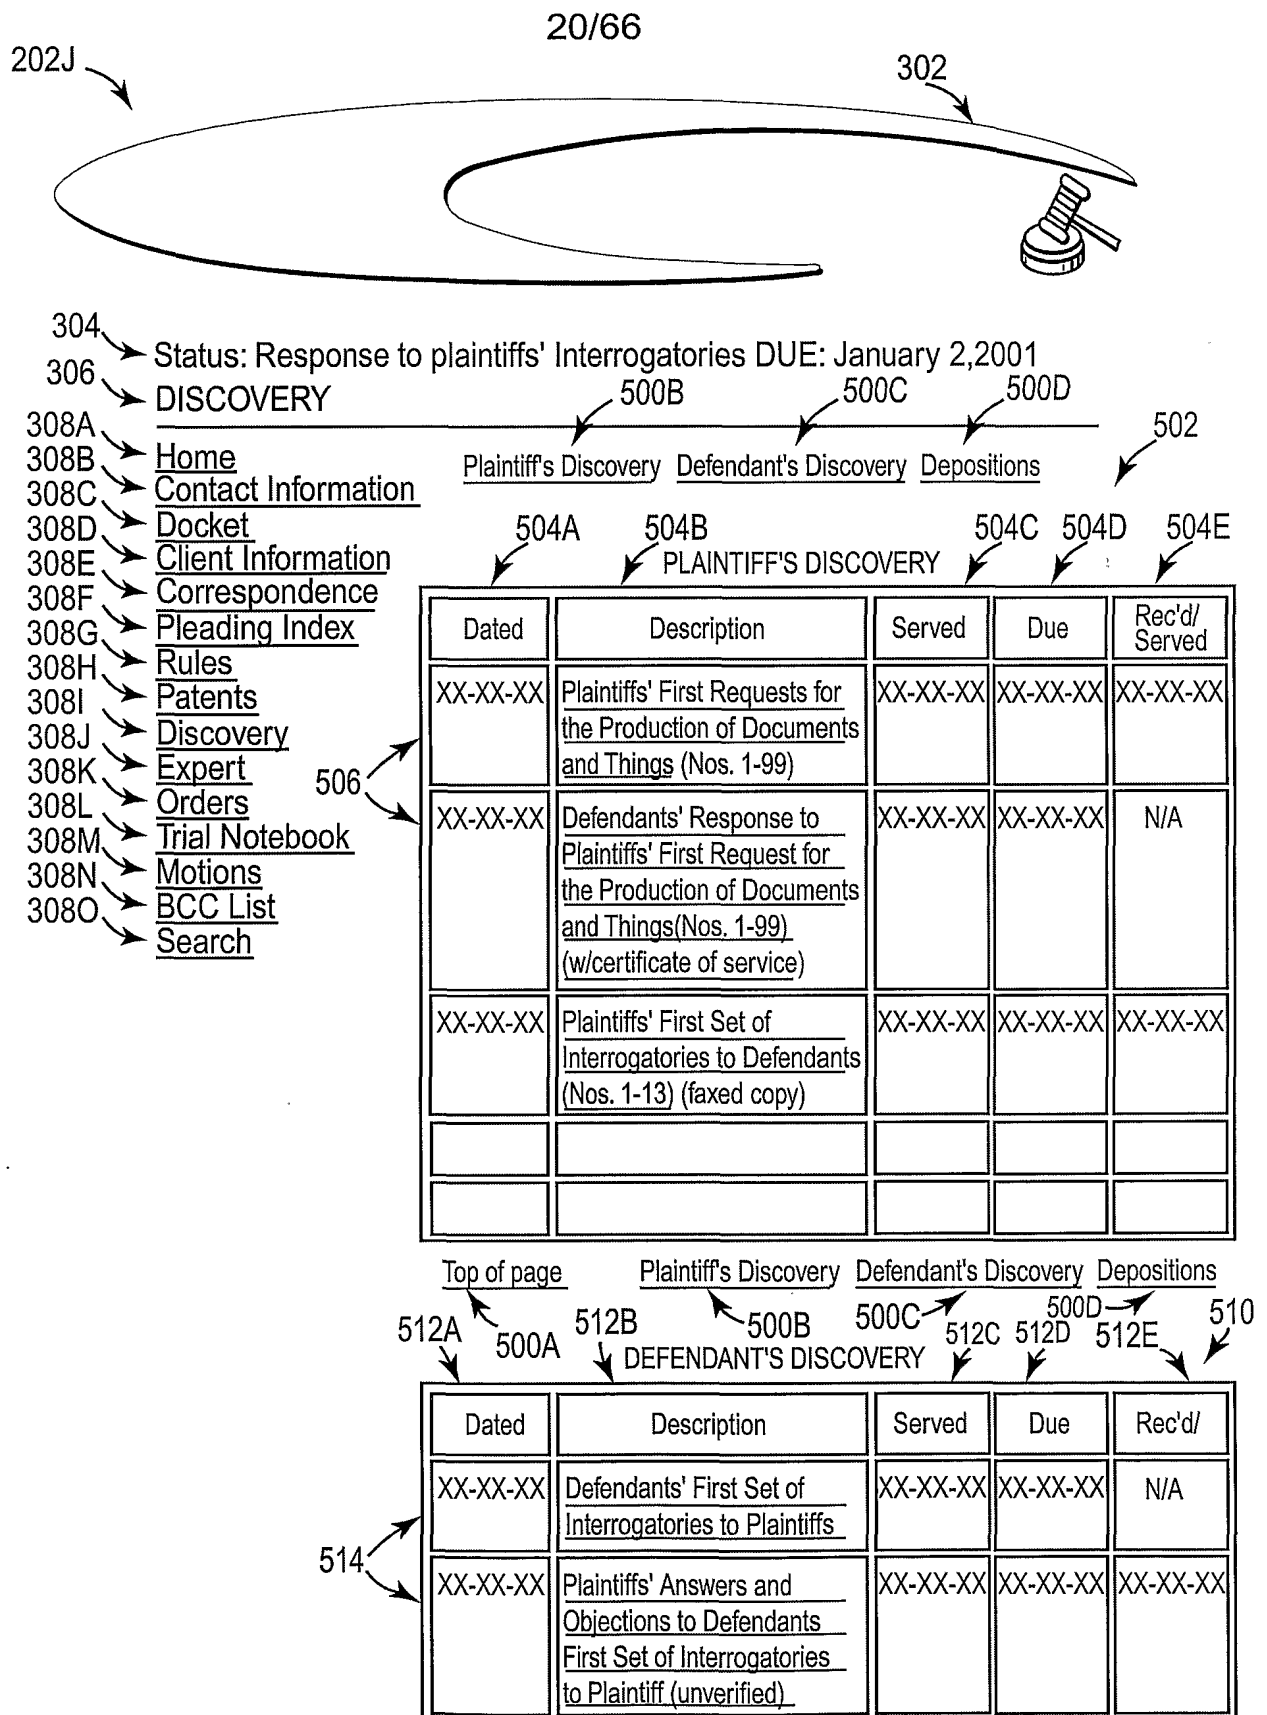 20/66
202J
302
304
Status: Response to plaintiffs' Interrogatories DUE: January 2,2001
306
DISCOVERY
500B 500C 500D
502
308A Home
308B Contact Information
308C Docket
308D Client Information
308E Correspondence
308F Pleading Index
308G Rules
308H Patents
308I Discovery
308J Expert
308K Orders
308L Trial Notebook
308M Motions
308N BCC List
308O Search
Plaintiff's Discovery Defendant's Discovery Depositions
504A 504B 504C 504D 504E
PLAINTIFF'S DISCOVERY
Dated Description Served Due Rec'd/
Served
506
XX-XX-XX Plaintiffs' First Requests for XX-XX-XX XX-XX-XX XX-XX-XX
the Production of Documents
and Things (Nos. 1-99)
XX-XX-XX Defendants' Response to XX-XX-XX XX-XX-XX N/A
Plaintiffs' First Request for
the Production of Documents
and Things(Nos. 1-99)
(w/certificate of service)
XX-XX-XX Plaintiffs' First Set of XX-XX-XX XX-XX-XX XX-XX-XX
Interrogatories to Defendants
(Nos. 1-13) (faxed copy)
Top of page Plaintiff's Discovery Defendant's Discovery Depositions
500A 500B 500C 500D
510
512A 512B 512C 512D 512E
DEFENDANT'S DISCOVERY
Dated Description Served Due Rec'd/
514
XX-XX-XX Defendants' First Set of XX-XX-XX XX-XX-XX N/A
Interrogatories to Plaintiffs
XX-XX-XX Plaintiffs' Answers and XX-XX-XX XX-XX-XX XX-XX-XX
Objections to Defendants
First Set of Interrogatories
to Plaintiff (unverified)